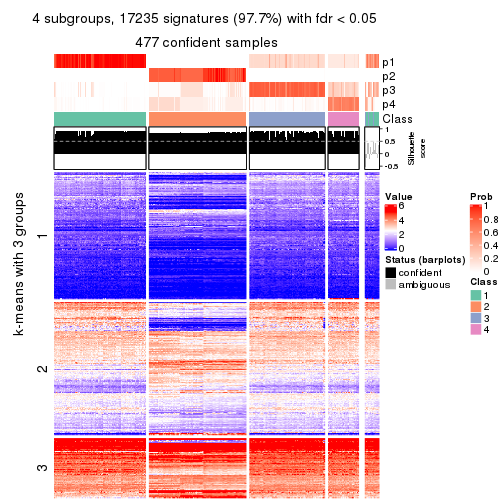 4 subgroups, 17235 signatures (97.7%) with fdr < 0.05
477 confident samples
p1
p2
p3
p4
Class
1
0.5
0
-0.5
Silhouette
score
k-means with 3 groups
1
2
3
Value
6
4
2
0
Status (barplots)
confident
ambiguous
Prob
1
0.8
0.6
0.4
0.2
0
Class
1
2
3
4